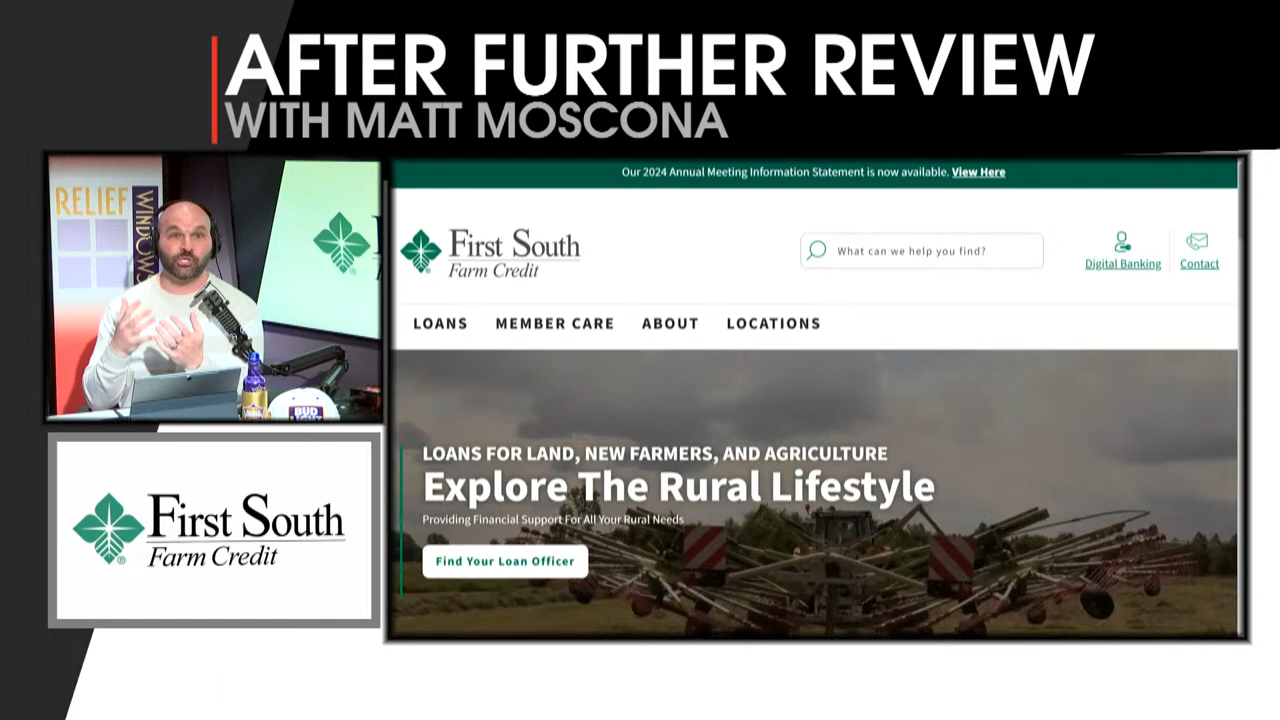 AFTER FURTHER REVIEW
WITH MATT MOSCONA
RELIEF
WINDOWS
BUD
Our 2024 Annual Meeting Information Statement is now available. View Here
First South
Farm Credit
What can we help you find?
Digital Banking
Contact
LOANS
MEMBER CARE
ABOUT
LOCATIONS
LOANS FOR LAND, NEW FARMERS, AND AGRICULTURE
Explore The Rural Lifestyle
Providing Financial Support For All Your Rural Needs
Find Your Loan Officer
First South
Farm Credit
®